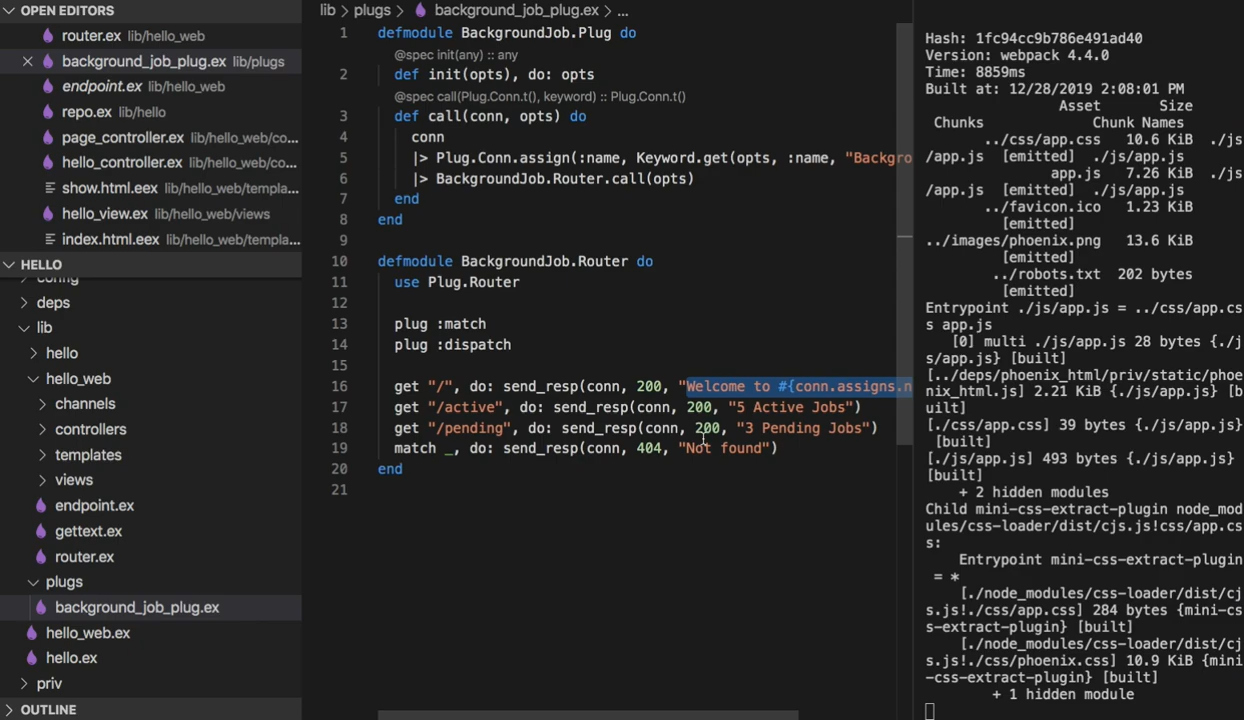 OPEN EDITORS
router.ex lib/hello_web
background_job_plug.ex lib/plugs
endpoint.ex lib/hello_web
repo.ex lib/hello
page_controller.ex lib/hello_web/co...
hello_controller.ex lib/hello_web/co...
show.html.eex lib/hello_web/templa...
hello_view.ex lib/hello_web/views
index.html.eex lib/hello_web/templa...
HELLO
config
deps
lib
hello
hello_web
channels
controllers
templates
views
endpoint.ex
gettext.ex
router.ex
plugs
background_job_plug.ex
hello_web.ex
hello.ex
priv
OUTLINE
lib > plugs > background_job_plug.ex > ...
1 defmodule BackgroundJob.Plug do
@spec init(any) :: any
2 def init(opts), do: opts
@spec call(Plug.Conn.t(), keyword) :: Plug.Conn.t()
3 def call(conn, opts) do
4 conn
5 |> Plug.Conn.assign(:name, Keyword.get(opts, :name, "Backgro
6 |> BackgroundJob.Router.call(opts)
7 end
8 end
9
10 defmodule BackgroundJob.Router do
11 use Plug.Router
12
13 plug :match
14 plug :dispatch
15
16 get "/", do: send_resp(conn, 200, "Welcome to #{conn.assigns.n
17 get "/active", do: send_resp(conn, 200, "5 Active Jobs")
18 get "/pending", do: send_resp(conn, 200, "3 Pending Jobs")
19 match _, do: send_resp(conn, 404, "Not found")
20 end
21
Hash: 1fc94cc9b786e491ad40
Version: webpack 4.4.0
Time: 8859ms
Built at: 12/28/2019 2:08:01 PM
Asset Size
Chunks Chunk Names
../css/app.css 10.6 KiB ./js
/app.js [emitted] ./js/app.js
app.js 7.26 KiB ./js
/app.js [emitted] ./js/app.js
../favicon.ico 1.23 KiB
[emitted]
../images/phoenix.png 13.6 KiB
[emitted]
../robots.txt 202 bytes
[emitted]
Entrypoint ./js/app.js = ../css/app.cs
s app.js
[0] multi ./js/app.js 28 bytes {./j
s/app.js} [built]
[../deps/phoenix_html/priv/static/phoe
nix_html.js] 2.21 KiB {./js/app.js} [b
uilt]
[./css/app.css] 39 bytes {./js/app.js}
[built]
[./js/app.js] 493 bytes {./js/app.js}
[built]
+ 2 hidden modules
Child mini-css-extract-plugin node_mod
ules/css-loader/dist/cjs.js!css/app.cs
s:
Entrypoint mini-css-extract-plugin
= *
[./node_modules/css-loader/dist/cj
s.js!./css/app.css] 284 bytes {mini-cs
s-extract-plugin} [built]
[./node_modules/css-loader/dist/cj
s.js!./css/phoenix.css] 10.9 KiB {mini
-css-extract-plugin} [built]
+ 1 hidden module